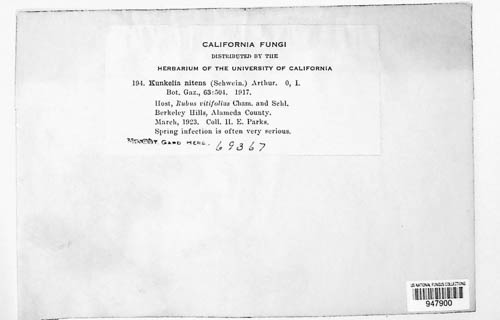 CALIFORNIA FUNGI
DISTRIBUTED BY THE
HERBARIUM OF THE UNIVERSITY OF CALIFORNIA
194. Kunkelia nitens (Schwein.) Arthur. 0, I.
Bot. Gaz., 63:504. 1917.
Host, Rubus vitifolius Cham. and Schl.
Berkeley Hills, Alameda County.
March, 1923. Coll. H. E. Parks.
Spring infection is often very serious.
GARD HERB. 69367
US NATIONAL FUNGUS COLLECTIONS
947900